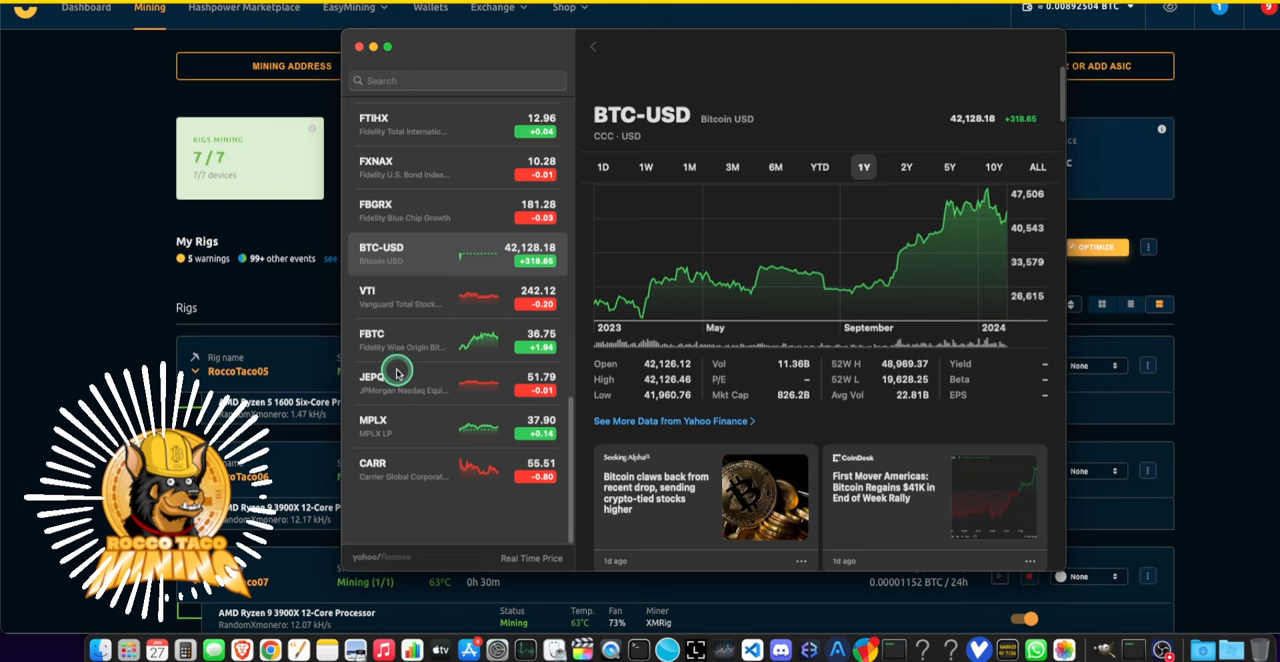 Dashboard Mining Hashpower Marketplace EasyMining Wallets Exchange Shop ≈ 0.00892504 BTC 1 9
MINING ADDRESS
OR ADD ASIC
RIGS MINING
7 / 7
7/7 devices
My Rigs
5 warnings 99+ other events see
OPTIMIZE
Rigs
Rig name
RoccoTaco05
None
AMD Ryzen 5 1600 Six-Core Pr
RandomXmonero: 1.47 kH/s
None
AMD Ryzen 9 3900X 12-Core P
RandomXmonero: 12.17 kH/s
Mining (1/1) 63°C 0h 30m 0.00001152 BTC / 24h None
AMD Ryzen 9 3900X 12-Core Processor
RandomXmonero: 12.07 kH/s
Status Temp. Fan Miner
Mining 63°C 73% XMRig
Search
FTIHX 12.96
Fidelity Total Internatio... +0.04
FXNAX 10.28
Fidelity U.S. Bond Index... -0.01
FBGRX 181.28
Fidelity Blue Chip Growth -0.03
BTC-USD 42,128.18
Bitcoin USD +318.65
VTI 242.12
Vanguard Total Stock... -0.20
FBTC 36.75
Fidelity Wise Origin Bit... +1.94
JEPQ 51.79
JPMorgan Nasdaq Equi... -0.01
MPLX 37.90
MPLX LP +0.14
CARR 55.51
Carrier Global Corporat... -0.80
yahoo!finance Real Time Price
BTC-USD Bitcoin USD 42,128.18 +318.65
CCC · USD
1D 1W 1M 3M 6M YTD 1Y 2Y 5Y 10Y ALL
47,506
40,543
33,579
26,615
2023 May September 2024
Open 42,126.12 Vol 11.36B 52W H 48,969.37 Yield –
High 42,126.46 P/E – 52W L 19,628.25 Beta –
Low 41,960.76 Mkt Cap 826.2B Avg Vol 22.81B EPS –
See More Data from Yahoo Finance >
Seeking Alpha
Bitcoin claws back from
recent drop, sending
crypto-tied stocks
higher
1d ago
CoinDesk
First Mover Americas:
Bitcoin Regains $41K in
End of Week Rally
1d ago
ROCCO TACO
MINING
27
tv